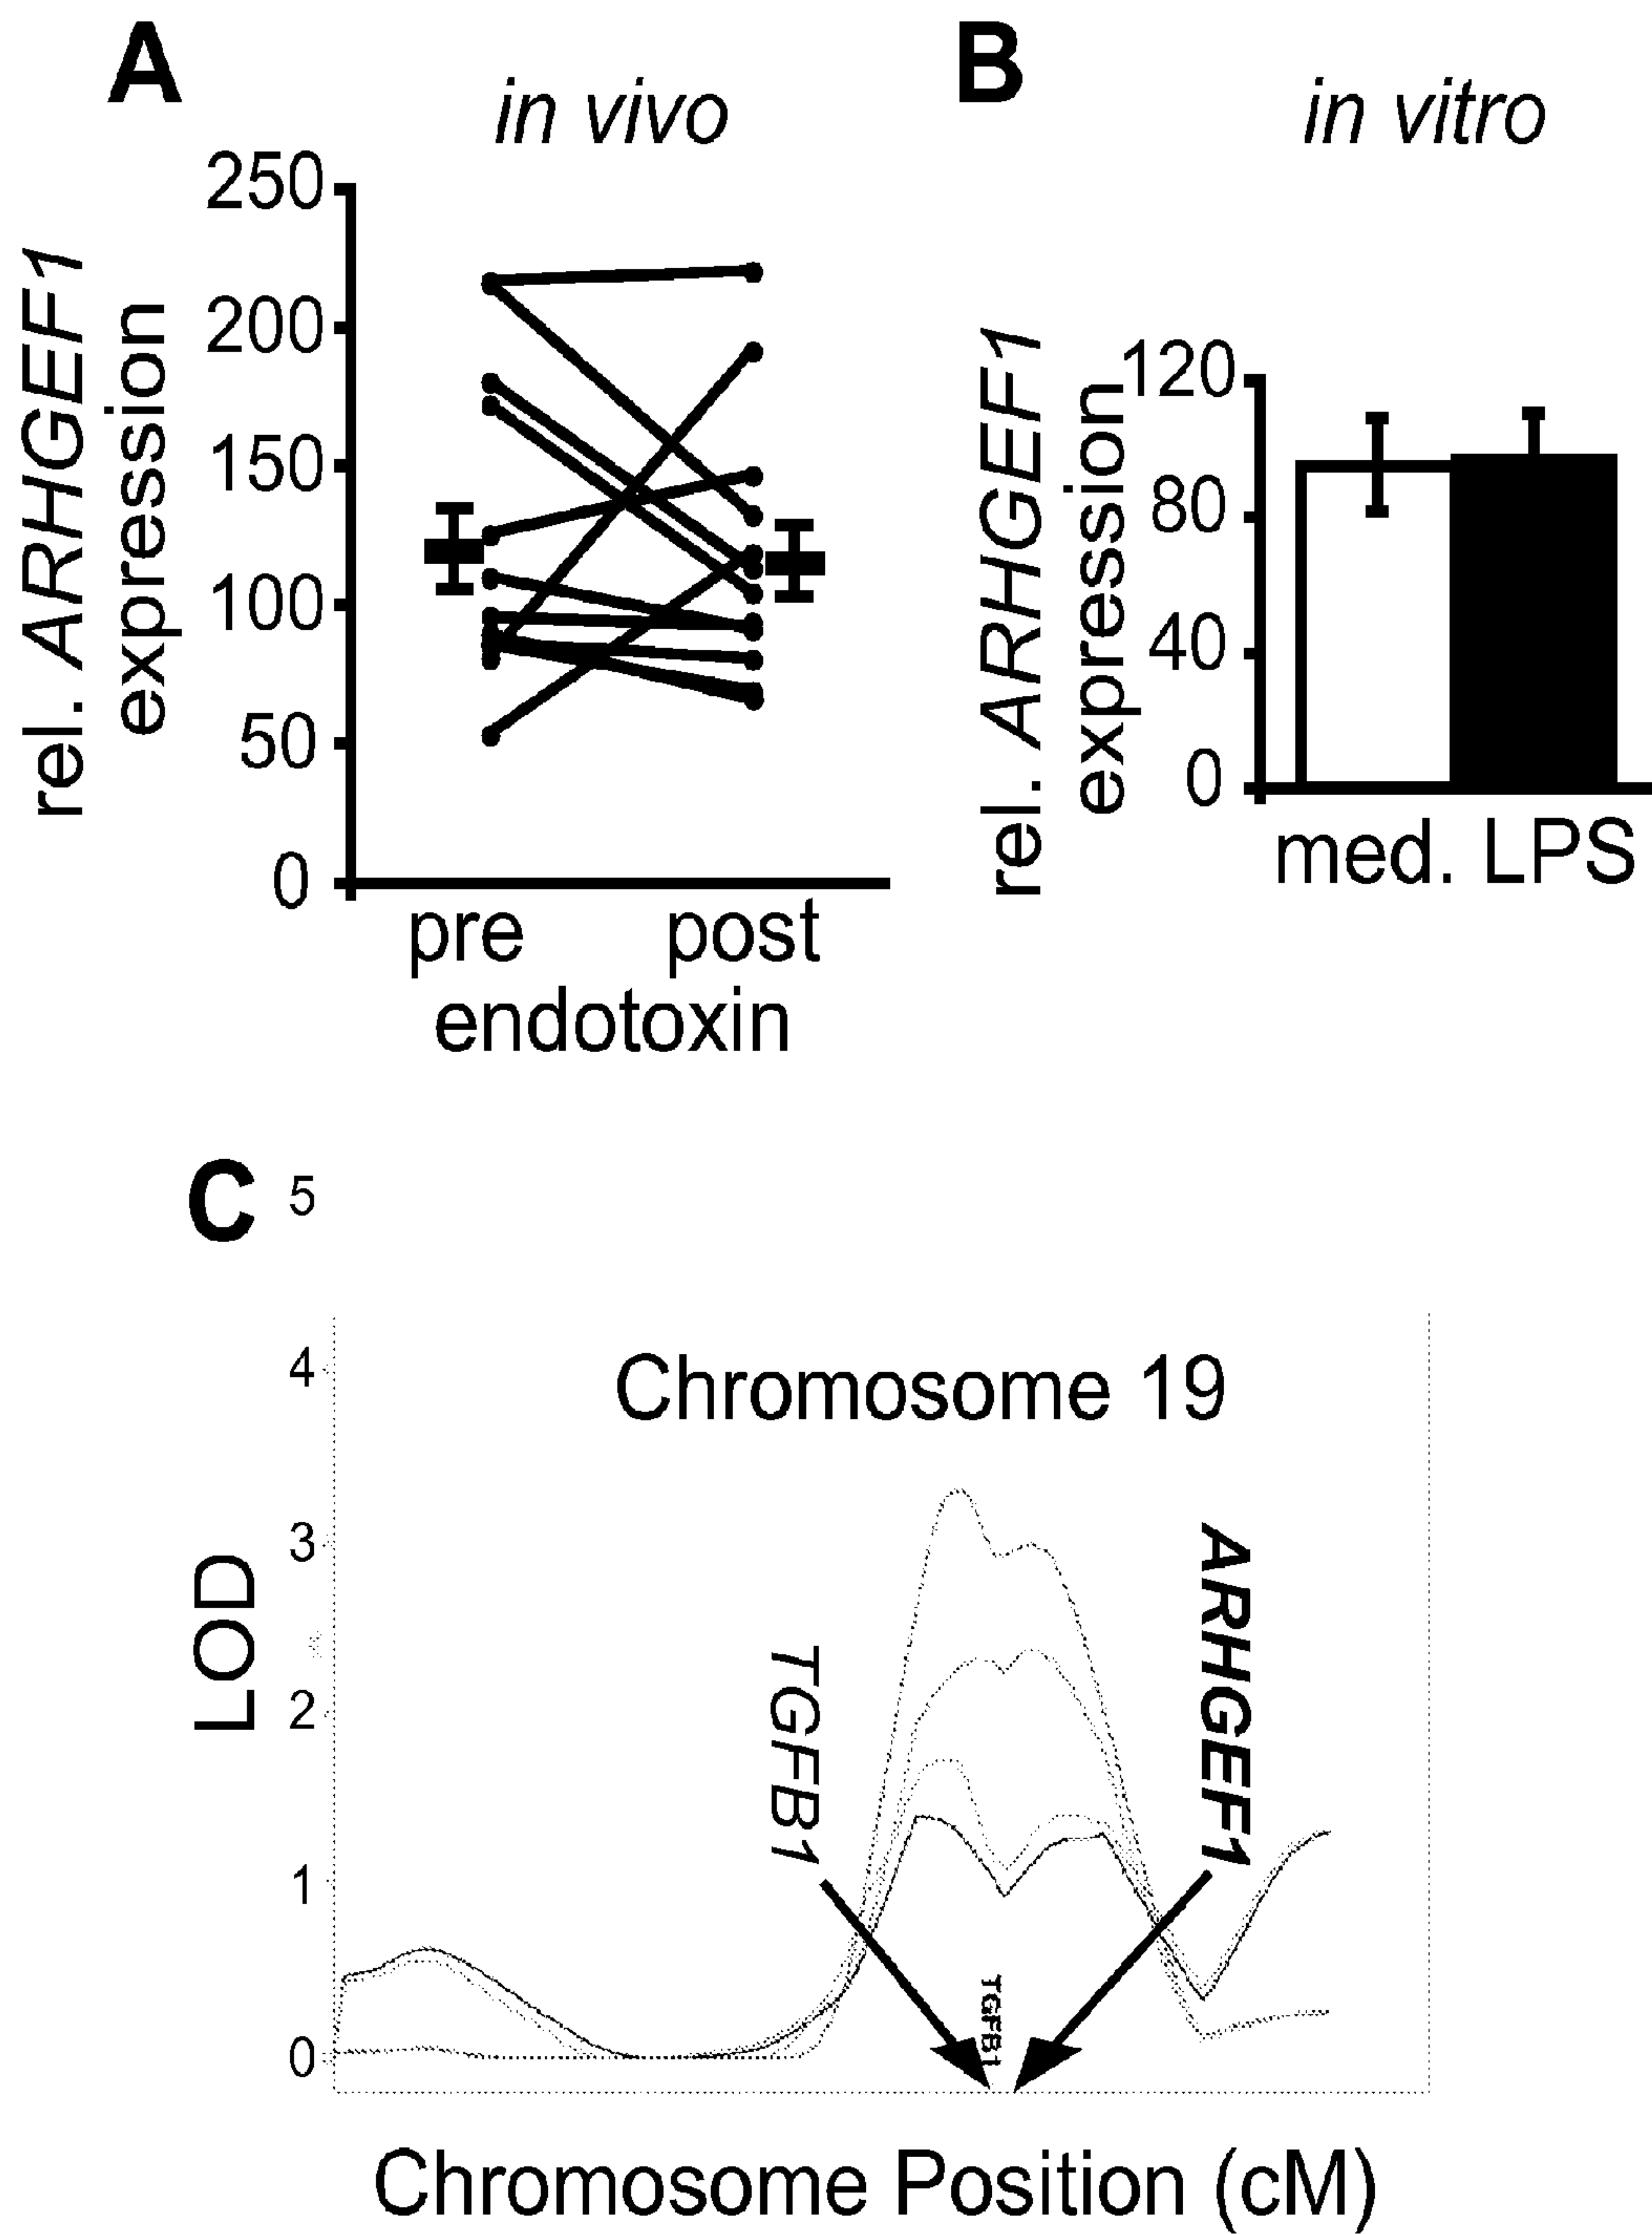 A
in vivo
250
200
150
100
50
0
rel. ARHGEF1
expression
pre
post
endotoxin
B
in vitro
120
80
40
0
rel. ARHGEF1
expression
med.
LPS
C
5
4
3
2
1
0
LOD
Chromosome 19
TGFB1
ARHGEF1
TGFB1
Chromosome Position (cM)